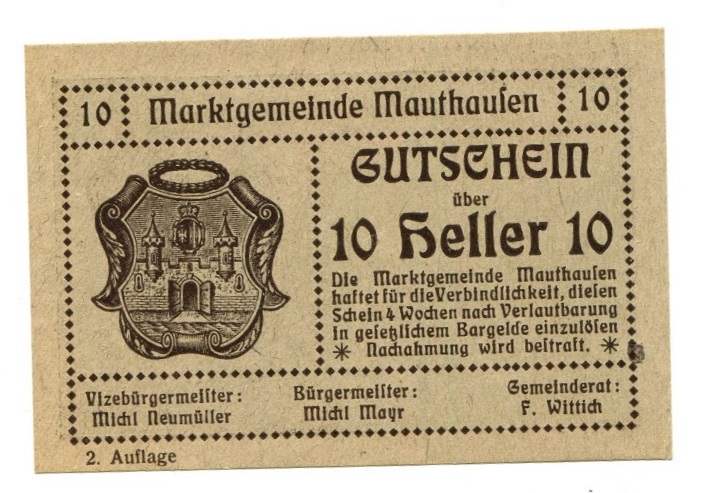 10 Marktgemeinde Mauthauſen 10
GUTSCHEIN
über
10 Heller 10
Die Marktgemeinde Mauthauſen
haftet für die Verbindlichkeit, dieſen
Schein 4 Wochen nach Verlautbarung
in geſetzlichem Bargelde einzulöſen
* Nachahmung wird beſtraft. *
Vizebürgermeiſter:
Michl Neumüller
Bürgermeiſter:
Michl Mayr
Gemeinderat:
F. Wittich
2. Auflage